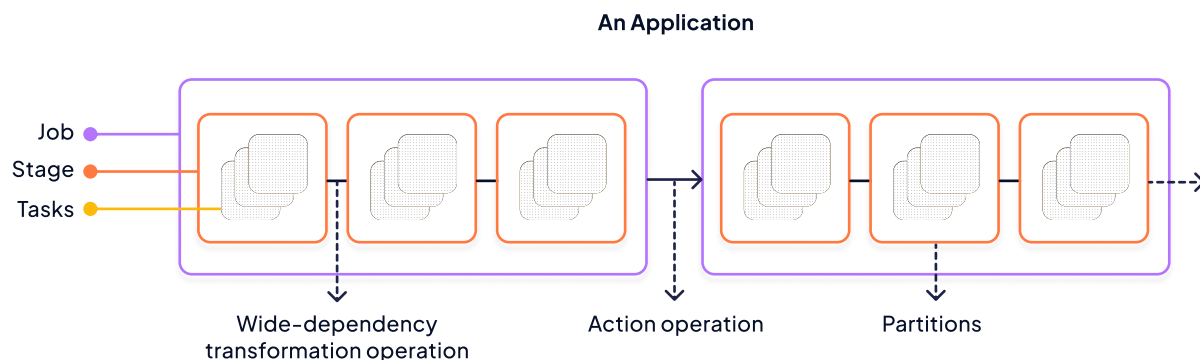 An Application
Job
Stage
Tasks
Wide-dependency
transformation operation
Action operation
Partitions